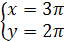 x = 3π
y = 2π